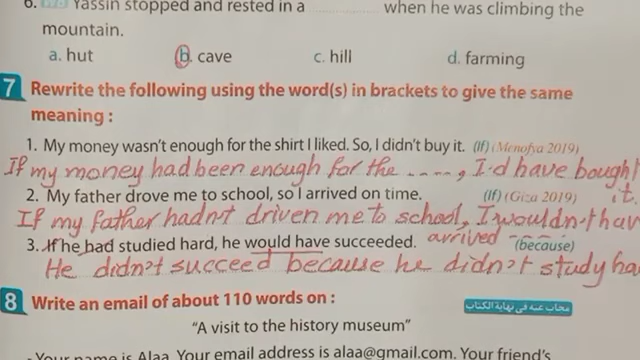 6. Yassin stopped and rested in a ............ when he was climbing the
mountain.
a. hut b. cave c. hill d. farming
7 Rewrite the following using the word(s) in brackets to give the same
meaning :
1. My money wasn't enough for the shirt I liked. So, I didn't buy it. (If) (Menofya 2019)
If my money had been enough for the ...., I'd have bought
it.
2. My father drove me to school, so I arrived on time. (If) (Giza 2019)
If my father hadn't driven me to school, I wouldn't hav
arrived
3. If he had studied hard, he would have succeeded. (because)
He didn't succeed because he didn't study ha
8 Write an email of about 110 words on :
مجاب عنه في نهاية الكتاب
"A visit to the history museum"
- Your name is Alaa. Your email address is alaa@gmail.com. Your friend's